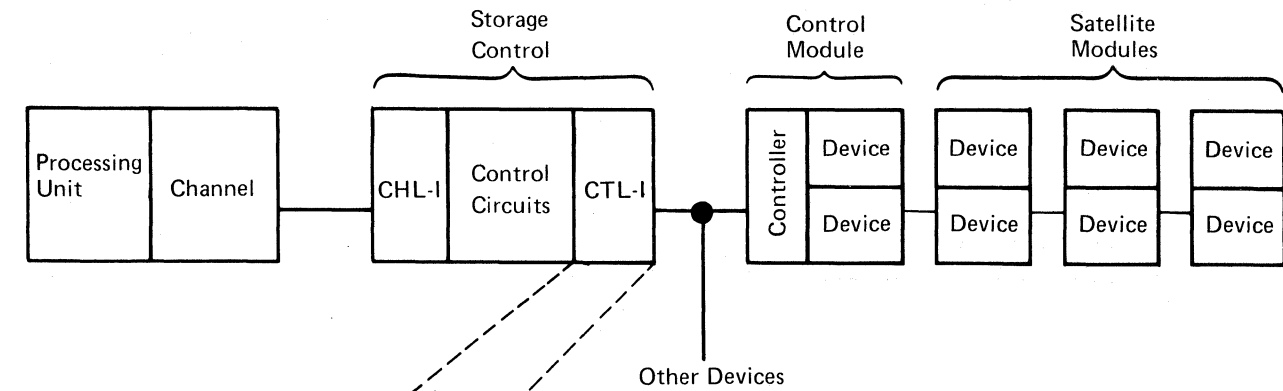 Storage
Control
Control
Module
Satellite
Modules
Processing
Unit
Channel
CHL-I
Control
Circuits
CTL-I
Controller
Device
Device
Device
Device
Device
Device
Device
Device
Other Devices